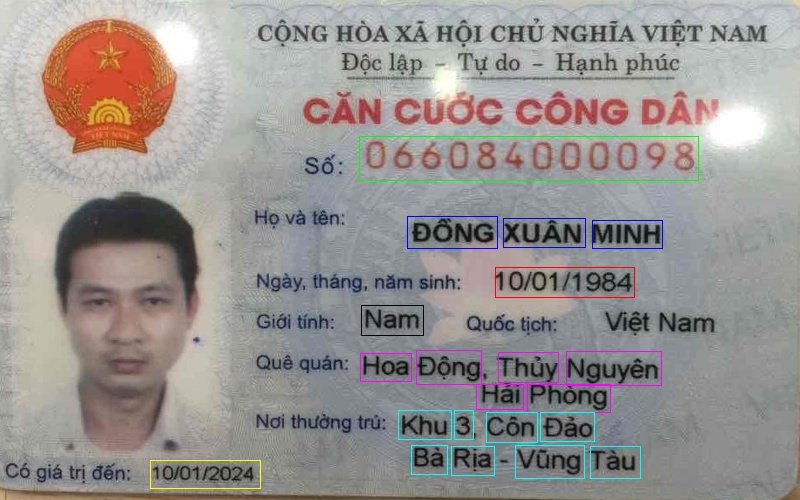 CỘNG HÒA XÃ HỘI CHỦ NGHĨA VIỆT NAM
Độc lập - Tự do - Hạnh phúc
CĂN CƯỚC CÔNG DÂN
Số: 066084000098
Họ và tên: ĐỒNG XUÂN MINH
Ngày, tháng, năm sinh: 10/01/1984
Giới tính: Nam Quốc tịch: Việt Nam
Quê quán: Hoa Động, Thủy Nguyên
Hải Phòng
Nơi thường trú: Khu 3, Côn Đảo
Bà Rịa - Vũng Tàu
Có giá trị đến: 10/01/2024